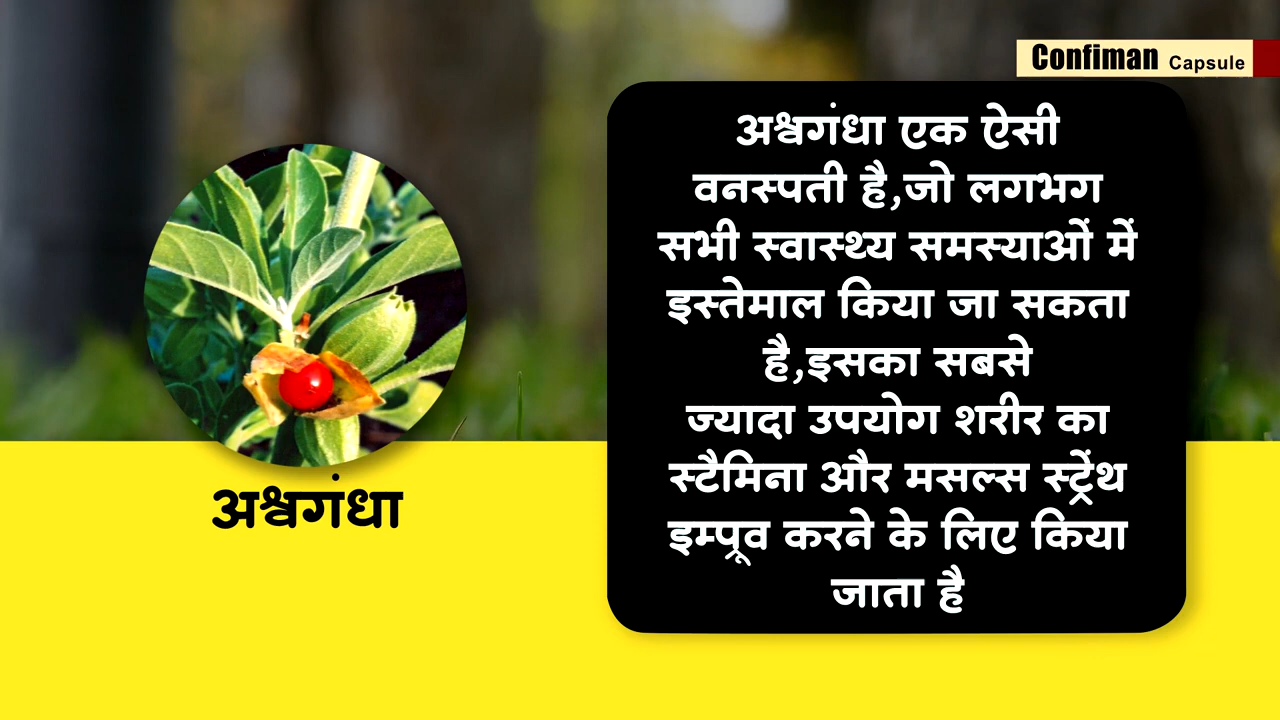 Confiman Capsule
अश्वगंधा एक ऐसी
वनस्पती है,जो लगभग
सभी स्वास्थ्य समस्याओं में
इस्तेमाल किया जा सकता
है,इसका सबसे
ज्यादा उपयोग शरीर का
स्टैमिना और मसल्स स्ट्रेंथ
इम्प्रूव करने के लिए किया
जाता है
अश्वगंधा